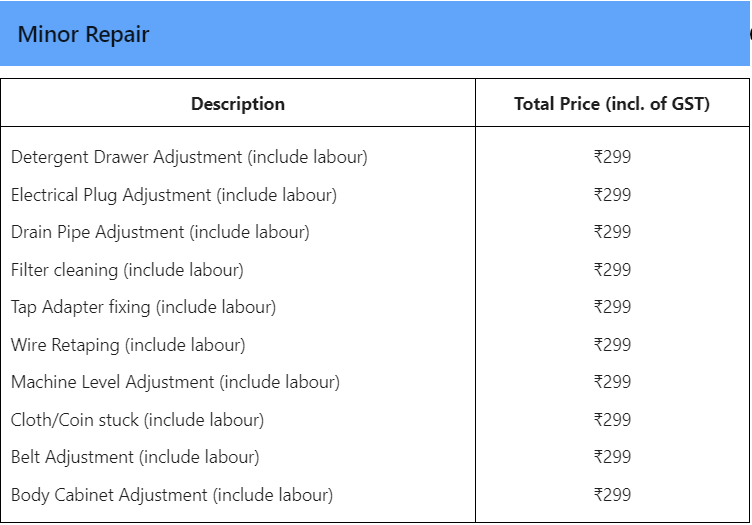 Minor Repair
Description Total Price (incl. of GST)
Detergent Drawer Adjustment (include labour) ₹299
Electrical Plug Adjustment (include labour) ₹299
Drain Pipe Adjustment (include labour) ₹299
Filter cleaning (include labour) ₹299
Tap Adapter fixing (include labour) ₹299
Wire Retaping (include labour) ₹299
Machine Level Adjustment (include labour) ₹299
Cloth/Coin stuck (include labour) ₹299
Belt Adjustment (include labour) ₹299
Body Cabinet Adjustment (include labour) ₹299